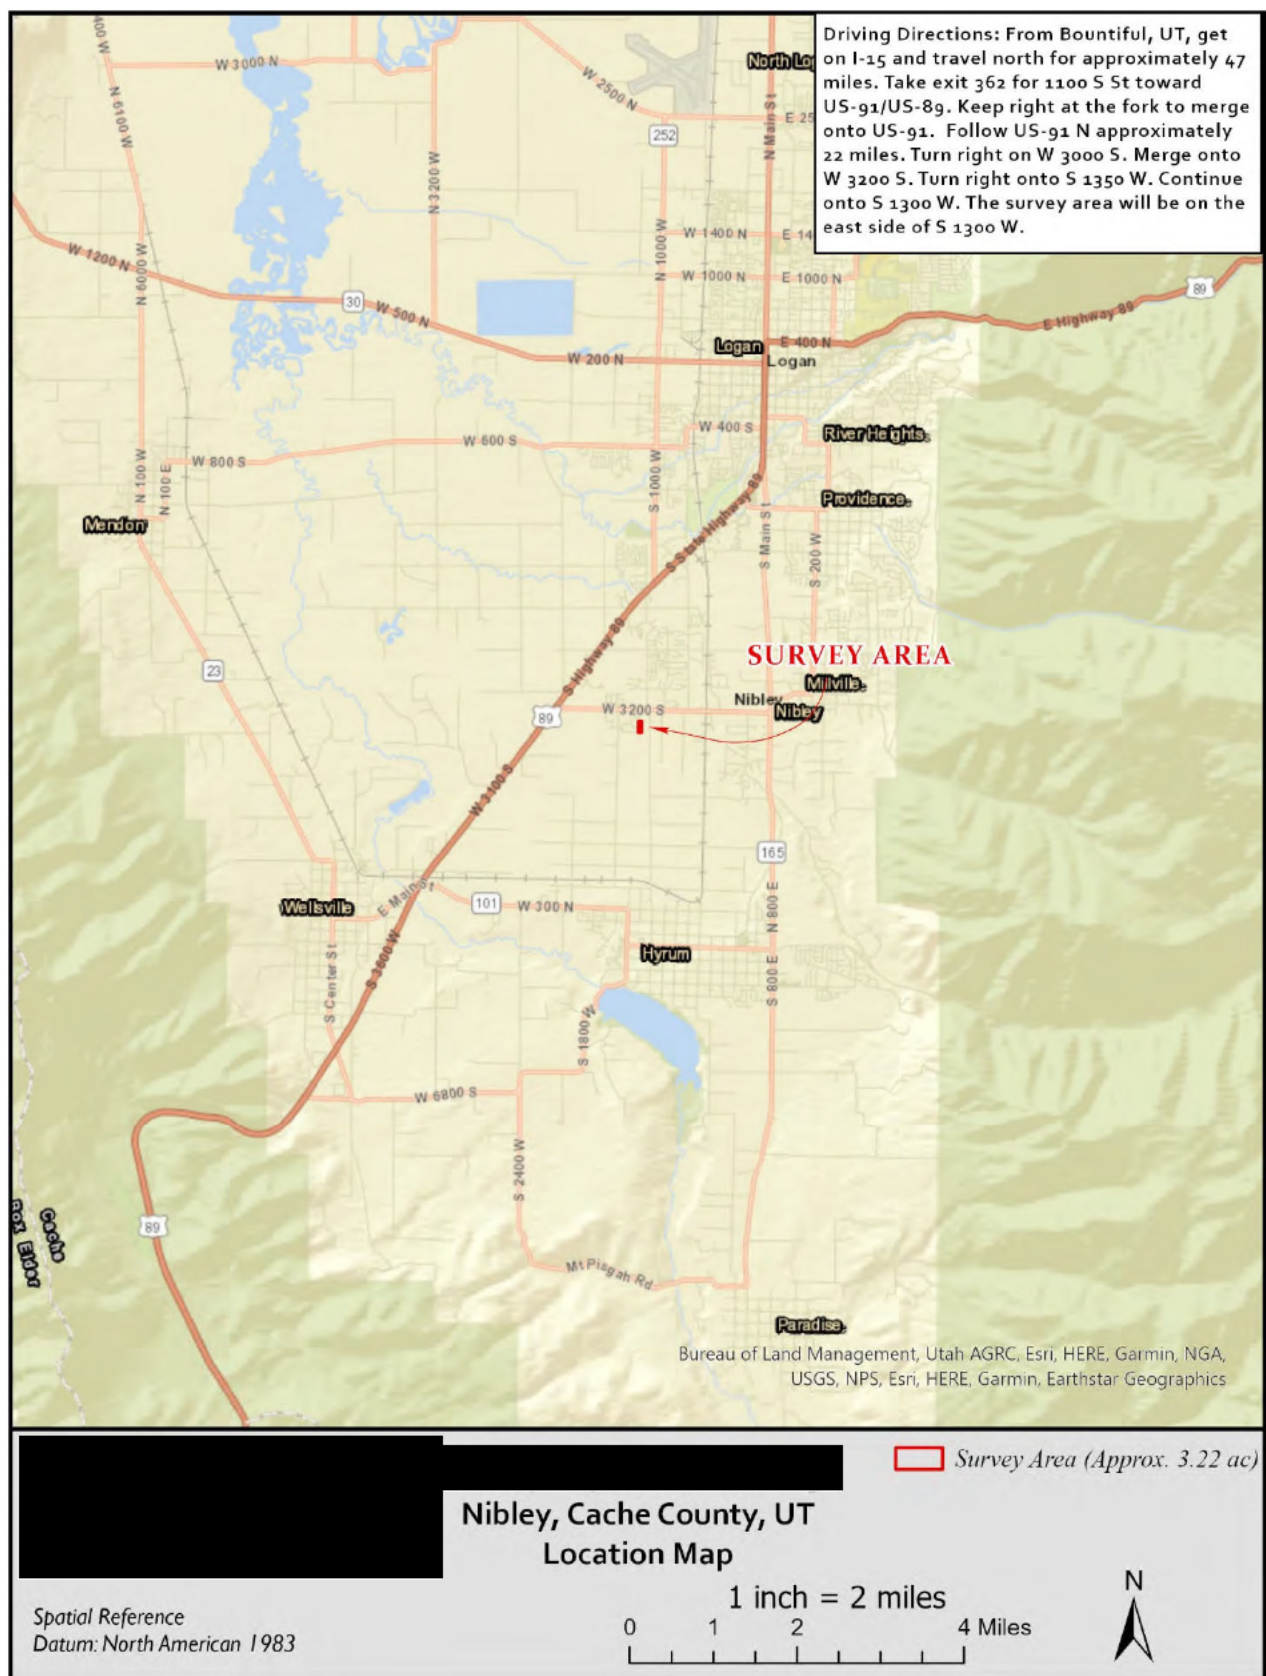 Driving Directions: From Bountiful, UT, get
on I-15 and travel north for approximately 47
miles. Take exit 362 for 1100 S St toward
US-91/US-89. Keep right at the fork to merge
onto US-91. Follow US-91 N approximately
22 miles. Turn right on W 3000 S. Merge onto
W 3200 S. Turn right onto S 1350 W. Continue
onto S 1300 W. The survey area will be on the
east side of S 1300 W.
400 W
W 3000 N
North Log
W 2500 N
E 25
N 6100 W
252
N Main St
N 3200 W
W 1400 N
E 14
W 1200 N
N 6000 W
N 1000 W
W 1000 N
E 1000 N
89
30
W 500 N
E Highway 89
Logan
E 400 N
W 200 N
Logan
W 400 S
River Heights
W 600 S
W 800 S
N 100 W
N 100 E
S 1000 W
Providence
Mendon
S State Highway 89
S Main St
S 200 W
S Highway 89
SURVEY AREA
23
Millville
Nibley
W 3200 S
Nibley
89
W 3100 S
165
E Main St
101
W 300 N
Wellsville
N 800 E
Hyrum
S 3600 W
S Center St
S 800 E
S 1800 W
W 6800 S
S 2400 W
89
Cache
Box Elder
Mt Pisgah Rd
Paradise
Bureau of Land Management, Utah AGRC, Esri, HERE, Garmin, NGA,
USGS, NPS, Esri, HERE, Garmin, Earthstar Geographics
Survey Area (Approx. 3.22 ac)
Nibley, Cache County, UT
Location Map
1 inch = 2 miles
0 1 2 4 Miles
N
Spatial Reference
Datum: North American 1983